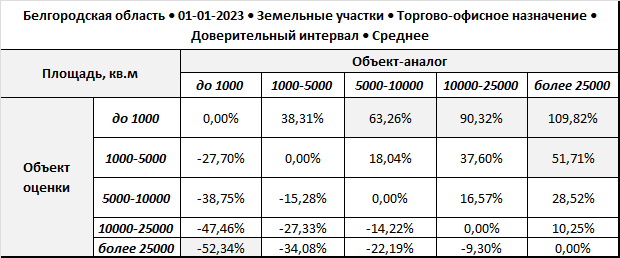 Белгородская область • 01-01-2023 • Земельные участки • Торгово-офисное назначение •
Доверительный интервал • Среднее
Площадь, кв.м Объект-аналог
до 1000 1000-5000 5000-10000 10000-25000 более 25000
Объект оценки
до 1000 0,00% 38,31% 63,26% 90,32% 109,82%
1000-5000 -27,70% 0,00% 18,04% 37,60% 51,71%
5000-10000 -38,75% -15,28% 0,00% 16,57% 28,52%
10000-25000 -47,46% -27,33% -14,22% 0,00% 10,25%
более 25000 -52,34% -34,08% -22,19% -9,30% 0,00%